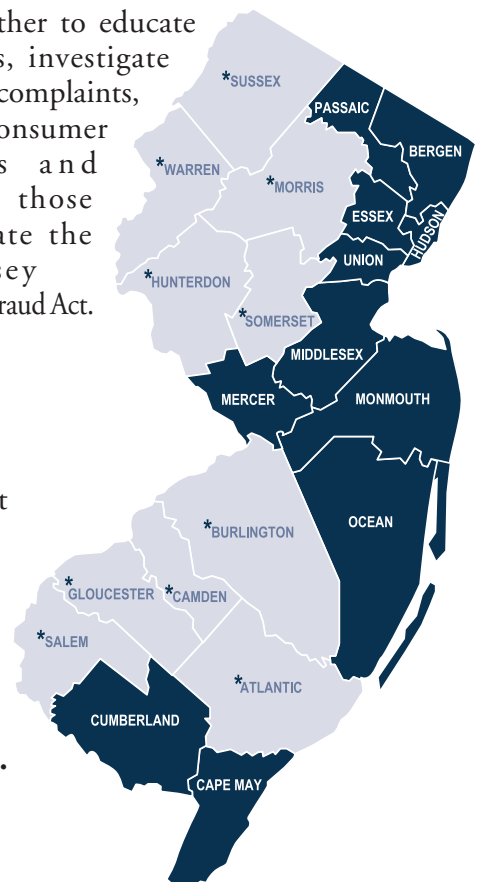 ther to educate
s, investigate
complaints,
onsumer
s and
those
ate the
sey
raud Act.
t
.
*SUSSEX
PASSAIC
BERGEN
*WARREN
*MORRIS
ESSEX
HUDSON
UNION
*HUNTERDON
*SOMERSET
MIDDLESEX
MERCER
MONMOUTH
OCEAN
*BURLINGTON
*GLOUCESTER
*CAMDEN
*SALEM
*ATLANTIC
CUMBERLAND
CAPE MAY